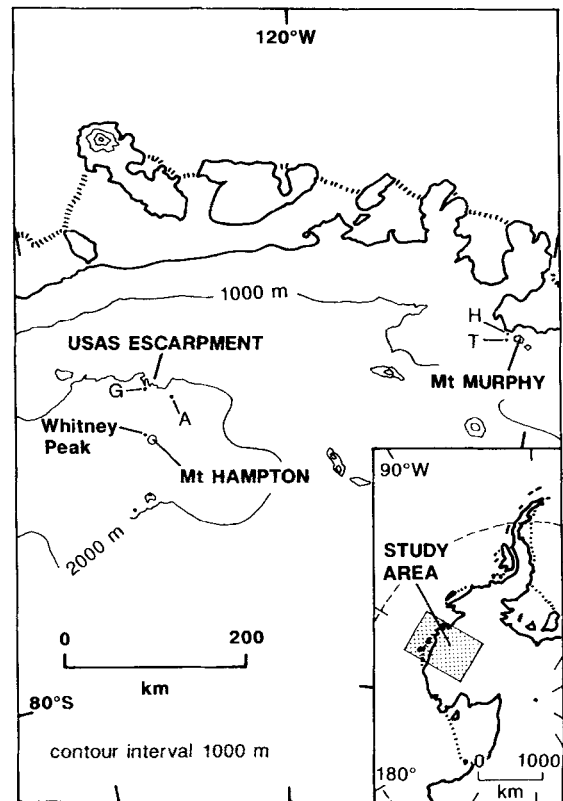 120°W
1000 m
H
T
Mt MURPHY
USAS ESCARPMENT
G
A
Whitney
Peak
Mt HAMPTON
2000 m
0 200
km
80°S
contour interval 1000 m
90°W
STUDY
AREA
180°
0 1000
km